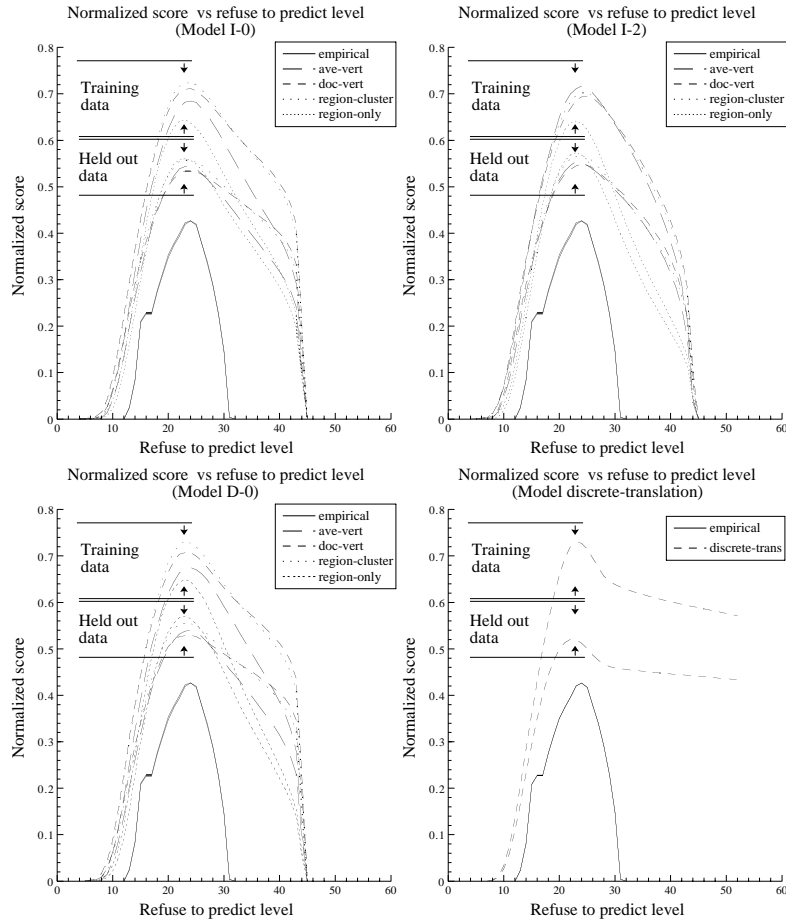 Normalized score vs refuse to predict level
(Model I-0)
0.8
0.7
0.6
0.5
0.4
0.3
0.2
0.1
0
Normalized score
Training
data
Held out
data
empirical
ave-vert
doc-vert
region-cluster
region-only
0 10 20 30 40 50 60
Refuse to predict level
Normalized score vs refuse to predict level
(Model I-2)
0.8
0.7
0.6
0.5
0.4
0.3
0.2
0.1
0
Normalized score
Training
data
Held out
data
empirical
ave-vert
doc-vert
region-cluster
region-only
0 10 20 30 40 50 60
Refuse to predict level
Normalized score vs refuse to predict level
(Model D-0)
0.8
0.7
0.6
0.5
0.4
0.3
0.2
0.1
0
Normalized score
Training
data
Held out
data
empirical
ave-vert
doc-vert
region-cluster
region-only
0 10 20 30 40 50 60
Refuse to predict level
Normalized score vs refuse to predict level
(Model discrete-translation)
0.8
0.7
0.6
0.5
0.4
0.3
0.2
0.1
0
Normalized score
Training
data
Held out
data
empirical
discrete-trans
0 10 20 30 40 50 60
Refuse to predict level